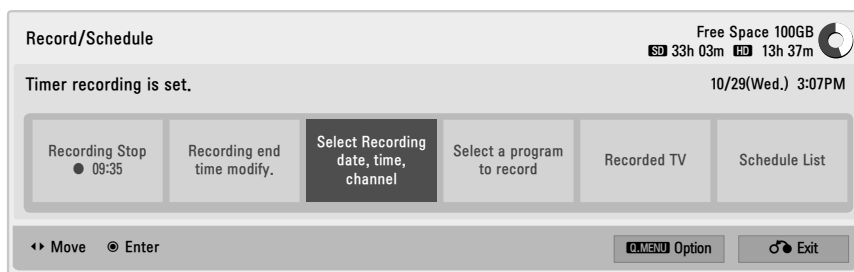 Record/Schedule
Free Space 100GB
SD 33h 03m HD 13h 37m
Timer recording is set.
10/29(Wed.) 3:07PM
Recording Stop
● 09:35
Recording end
time modify.
Select Recording
date, time,
channel
Select a program
to record
Recorded TV
Schedule List
Move
Enter
Q.MENU Option
Exit